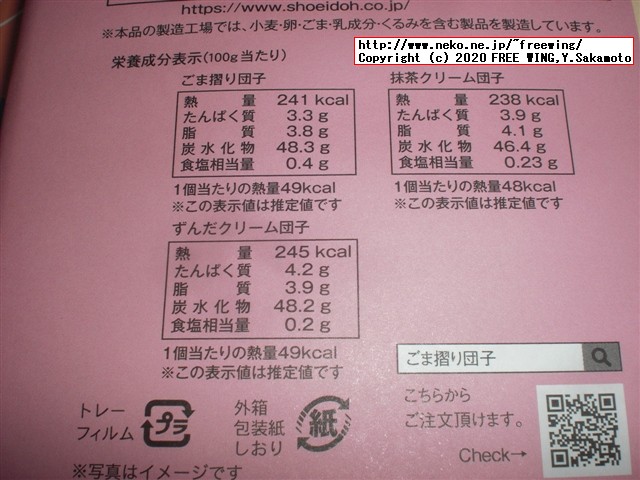 https://www.shoeidoh.co.jp/
※本品の製造工場では、小麦・卵・ごま・乳成分・くるみを含む製品を製造しています。
http://www.neko.ne.jp/~freewing/
Copyright (c) 2020 FREE WING,Y.Sakamoto
栄養成分表示(100g当たり)
ごま摺り団子
熱量 241 kcal
たんぱく質 3.3 g
脂質 3.8 g
炭水化物 48.3 g
食塩相当量 0.4 g
1個当たりの熱量49kcal
※この表示値は推定値です
抹茶クリーム団子
熱量 238 kcal
たんぱく質 3.9 g
脂質 4.1 g
炭水化物 46.4 g
食塩相当量 0.23 g
1個当たりの熱量48kcal
※この表示値は推定値です
ずんだクリーム団子
熱量 245 kcal
たんぱく質 4.2 g
脂質 3.9 g
炭水化物 48.2 g
食塩相当量 0.2 g
1個当たりの熱量49kcal
※この表示値は推定値です
ごま摺り団子
こちらから
ご注文頂けます。
Check→
トレー
フィルム
プラ
外箱
包装紙
しおり
紙
※写真はイメージです